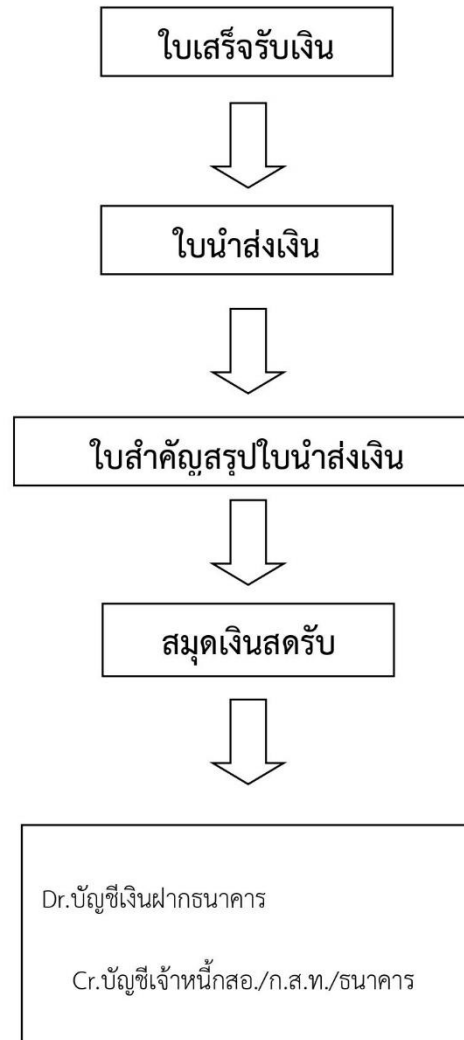 ใบเสร็จรับเงิน
ใบนำส่งเงิน
ใบสำคัญสรุปใบนำส่งเงิน
สมุดเงินสดรับ
Dr.บัญชีเงินฝากธนาคาร
Cr.บัญชีเจ้าหนี้กสอ./ก.ส.ท./ธนาคาร